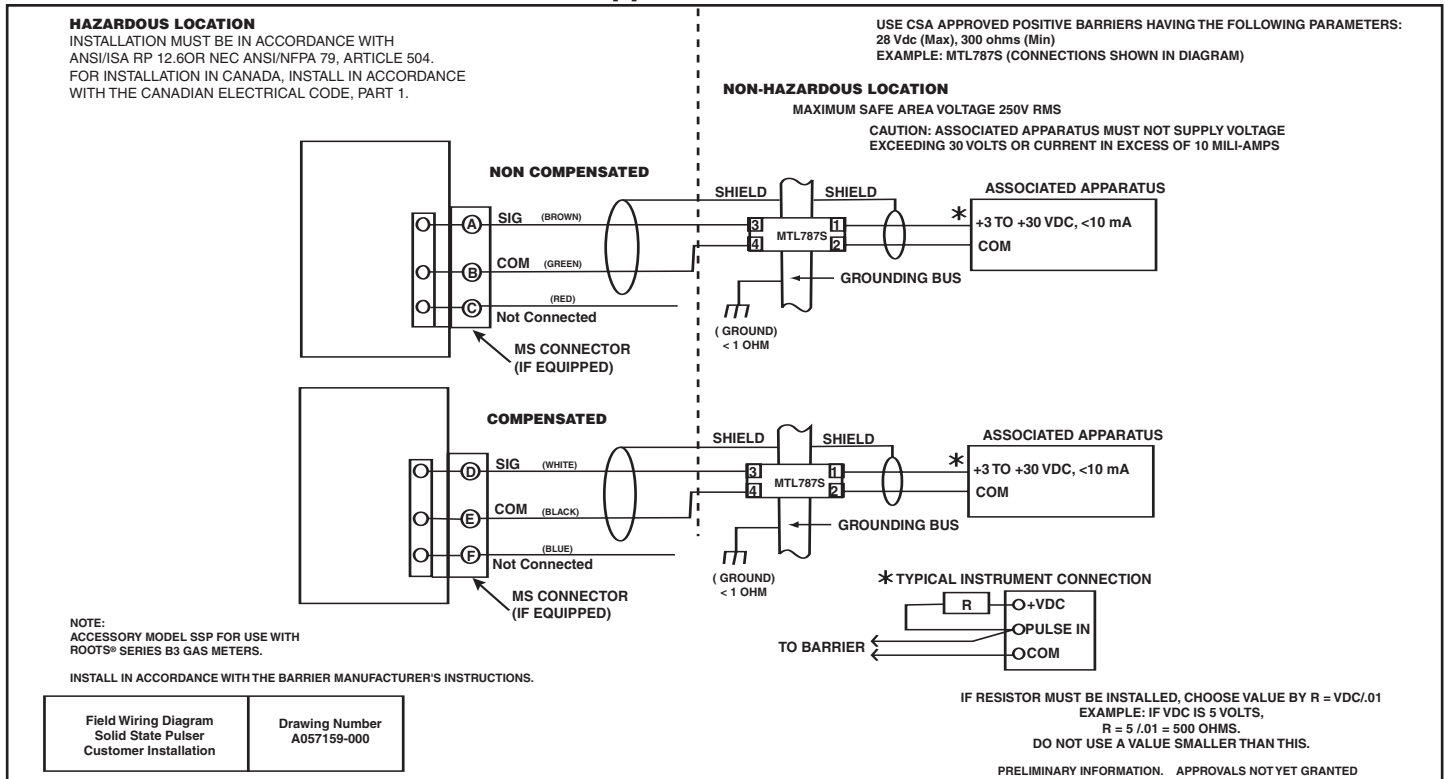 HAZARDOUS LOCATION
INSTALLATION MUST BE IN ACCORDANCE WITH
ANSI/ISA RP 12.6OR NEC ANSI/NFPA 79, ARTICLE 504.
FOR INSTALLATION IN CANADA, INSTALL IN ACCORDANCE
WITH THE CANADIAN ELECTRICAL CODE, PART 1.
USE CSA APPROVED POSITIVE BARRIERS HAVING THE FOLLOWING PARAMETERS:
28 Vdc (Max), 300 ohms (Min)
EXAMPLE: MTL787S (CONNECTIONS SHOWN IN DIAGRAM)
NON-HAZARDOUS LOCATION
MAXIMUM SAFE AREA VOLTAGE 250V RMS
CAUTION: ASSOCIATED APPARATUS MUST NOT SUPPLY VOLTAGE
EXCEEDING 30 VOLTS OR CURRENT IN EXCESS OF 10 MILI-AMPS
NON COMPENSATED
SHIELD SHIELD
ASSOCIATED APPARATUS
A SIG (BROWN)
3 MTL787S 1
* +3 TO +30 VDC, <10 mA
4 2
COM
B COM (GREEN)
GROUNDING BUS
C (RED)
Not Connected
( GROUND)
< 1 OHM
MS CONNECTOR
(IF EQUIPPED)
COMPENSATED
SHIELD SHIELD
ASSOCIATED APPARATUS
D SIG (WHITE)
3 MTL787S 1
* +3 TO +30 VDC, <10 mA
4 2
COM
E COM (BLACK)
GROUNDING BUS
F (BLUE)
Not Connected
( GROUND)
< 1 OHM
MS CONNECTOR
(IF EQUIPPED)
* TYPICAL INSTRUMENT CONNECTION
R +VDC
PULSE IN
TO BARRIER
COM
NOTE:
ACCESSORY MODEL SSP FOR USE WITH
ROOTS® SERIES B3 GAS METERS.
INSTALL IN ACCORDANCE WITH THE BARRIER MANUFACTURER'S INSTRUCTIONS.
Field Wiring Diagram
Solid State Pulser
Customer Installation
Drawing Number
A057159-000
IF RESISTOR MUST BE INSTALLED, CHOOSE VALUE BY R = VDC/.01
EXAMPLE: IF VDC IS 5 VOLTS,
R = 5 /.01 = 500 OHMS.
DO NOT USE A VALUE SMALLER THAN THIS.
PRELIMINARY INFORMATION. APPROVALS NOT YET GRANTED